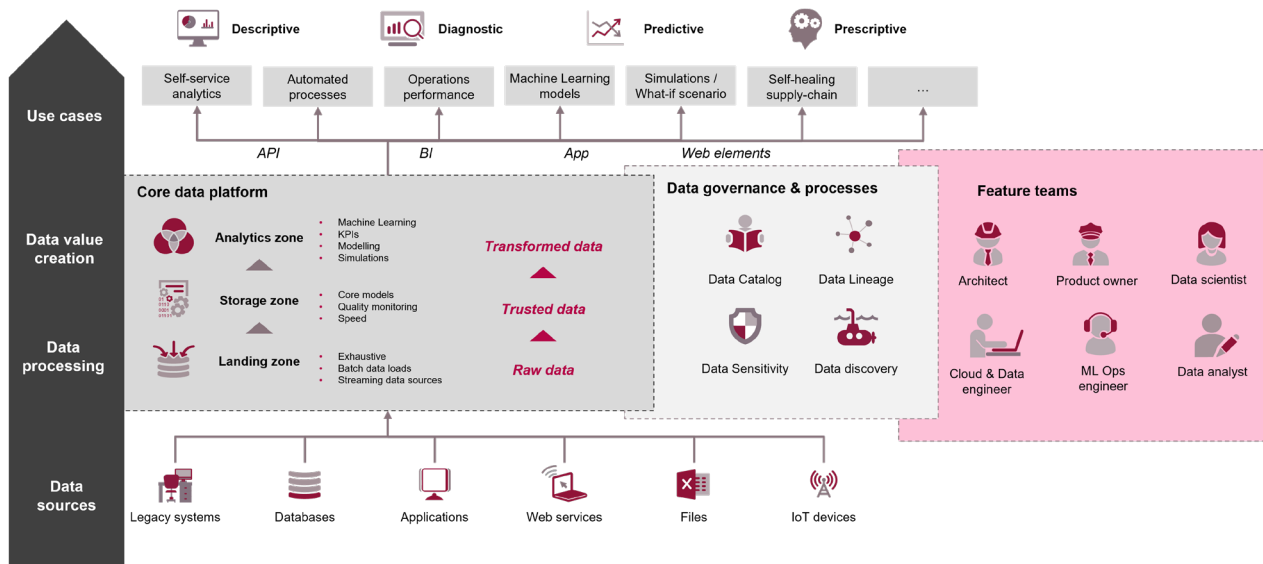 Descriptive
Diagnostic
Predictive
Prescriptive
Self-service
analytics
Automated
processes
Operations
performance
Machine Learning
models
Simulations /
What-if scenario
Self-healing
supply-chain
...
Use cases
API
BI
App
Web elements
Core data platform
Analytics zone
• Machine Learning
• KPIs
• Modelling
• Simulations
Transformed data
Storage zone
• Core models
• Quality monitoring
• Speed
Trusted data
Landing zone
• Exhaustive
• Batch data loads
• Streaming data sources
Raw data
Data value
creation
Data
processing
Data governance & processes
Data Catalog
Data Lineage
Data Sensitivity
Data discovery
Feature teams
Architect
Product owner
Data scientist
Cloud & Data
engineer
ML Ops
engineer
Data analyst
Data
sources
Legacy systems
Databases
Applications
Web services
X
Files
IoT devices